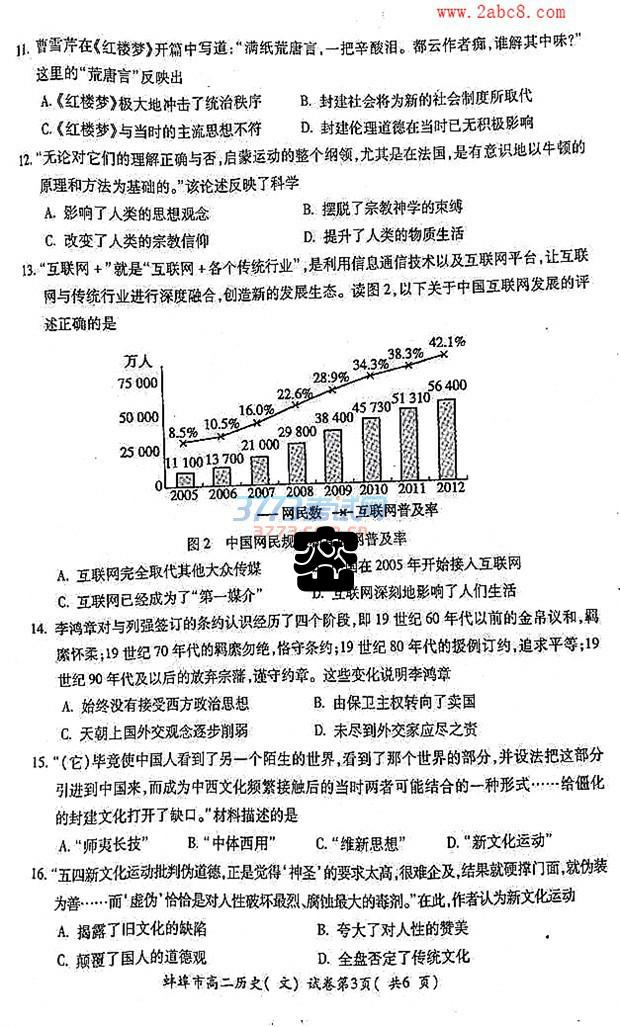 www.2abc8.com
11. 曹雪芹在《红楼梦》开篇中写道：“满纸荒唐言，一把辛酸泪。都云作者痴，谁解其中味?”
这里的“荒唐言”反映出
A.《红楼梦》极大地冲击了统治秩序 B. 封建社会将为新的社会制度所取代
C.《红楼梦》与当时的主流思想不符 D. 封建伦理道德在当时已无积极影响
12. “无论对它们的理解正确与否，启蒙运动的整个纲领，尤其是在法国，是有意识地以牛顿的
原理和方法为基础的。”该论述反映了科学
A. 影响了人类的思想观念 B. 摆脱了宗教神学的束缚
C. 改变了人类的宗教信仰 D. 提升了人类的物质生活
13. “互联网＋”就是“互联网＋各个传统行业”，是利用信息通信技术以及互联网平台，让互联
网与传统行业进行深度融合，创造新的发展生态。读图2，以下关于中国互联网发展的评
述正确的是
万人
75 000
50 000
25 000
0
8.5% 10.5% 16.0% 22.6% 28.9% 34.3% 38.3% 42.1%
11 100 13 700 21 000 29 800 38 400 45 730 51 310 56 400
2005 2006 2007 2008 2009 2010 2011 2012
网民数 互联网普及率
3773考试网
3773.com.cn
图2 中国网民规 网普及率
A. 互联网完全取代其他大众传媒 国在2005年开始接入互联网
C. 互联网已经成为了“第一媒介” D. 互联网深刻地影响了人们生活
14. 李鸿章对与列强签订的条约认识经历了四个阶段，即19世纪60年代以前的金帛议和，羁
縻怀柔；19世纪70年代的羁縻勿绝，恪守条约；19世纪80年代的援例订约，追求平等；19
世纪90年代及以后的放弃宗藩，谨守约章。这些变化说明李鸿章
A. 始终没有接受西方政治思想 B. 由保卫主权转向了卖国
C. 天朝上国外交观念逐步削弱 D. 未尽到外交家应尽之责
15. “（它）毕竟使中国人看到了另一个陌生的世界，看到了那个世界的部分，并设法把这部分
引进到中国来，而成为中西文化频繁接触后的当时两者可能结合的一种形式……给僵化
的封建文化打开了缺口。”材料描述的是
A. “师夷长技” B. “中体西用” C. “维新思想” D. “新文化运动”
16. “五四新文化运动批判伪道德，正是觉得‘神圣’的要求太高，很难企及，结果就硬撑门面，就伪装
为善……而‘虚伪’恰恰是对人性破坏最烈、腐蚀最大的毒剂。”在此，作者认为新文化运动
A. 揭露了旧文化的缺陷 B. 夸大了对人性的赞美
C. 颠覆了国人的道德观 D. 全盘否定了传统文化
蚌埠市高二历史（文）试卷第3页（共6页）